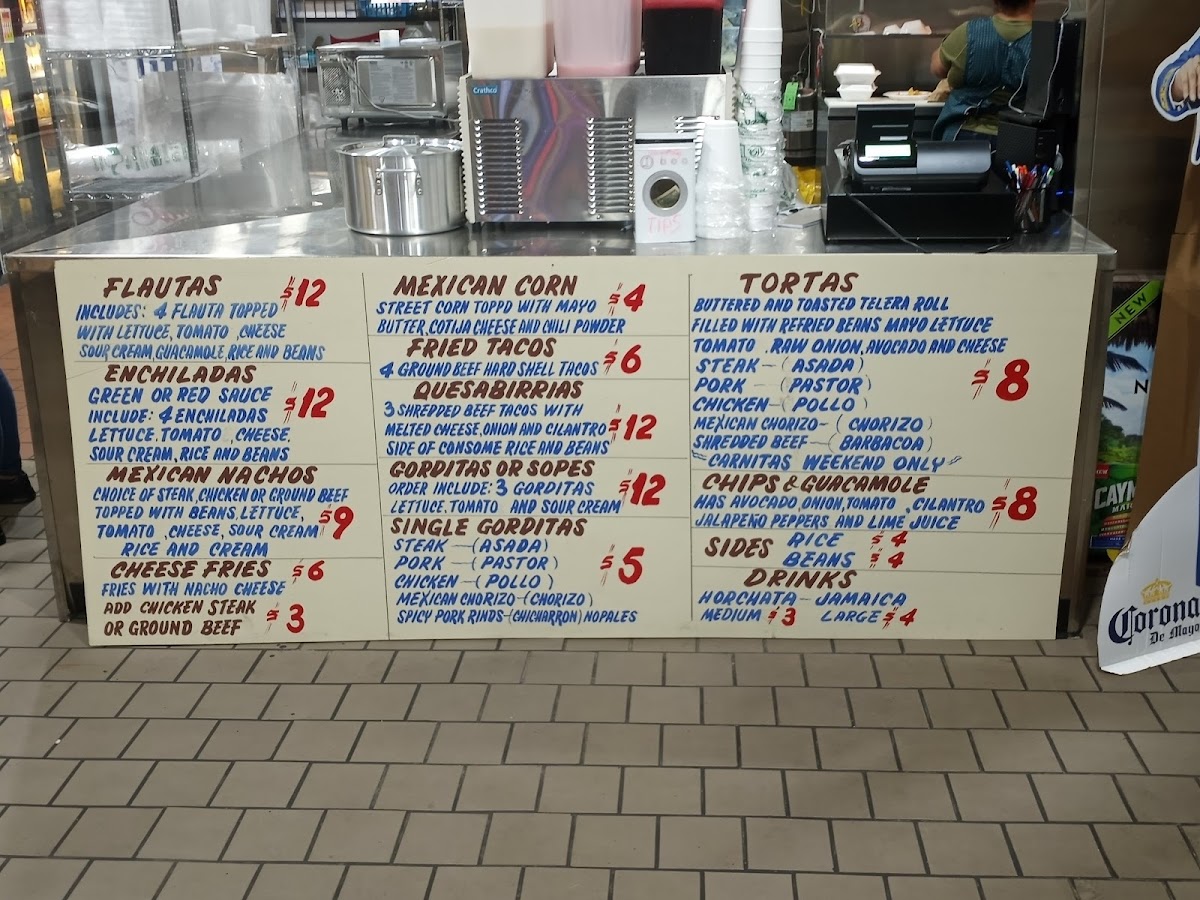 Crathco
TIPS
FLAUTAS $12
INCLUDES: 4 FLAUTA TOPPED
WITH LETTUCE, TOMATO, CHEESE
SOUR CREAM, GUACAMOLE, RICE AND BEANS
ENCHILADAS
GREEN OR RED SAUCE $12
INCLUDE: 4 ENCHILADAS
LETTUCE, TOMATO, CHEESE,
SOUR CREAM, RICE AND BEANS
MEXICAN NACHOS
CHOICE OF STEAK, CHICKEN OR GROUND BEEF
TOPPED WITH BEANS, LETTUCE, $9
TOMATO, CHEESE, SOUR CREAM
RICE AND CREAM
CHEESE FRIES $6
FRIES WITH NACHO CHEESE
ADD CHICKEN STEAK $3
OR GROUND BEEF
MEXICAN CORN $4
STREET CORN TOPPD WITH MAYO
BUTTER, COTIJA CHEESE AND CHILI POWDER
FRIED TACOS $6
4 GROUND BEEF HARD SHELL TACOS
QUESABIRRIAS
3 SHREDDED BEEF TACOS WITH
MELTED CHEESE, ONION AND CILANTRO $12
SIDE OF CONSOME RICE AND BEANS
GORDITAS OR SOPES
ORDER INCLUDE: 3 GORDITAS $12
LETTUCE, TOMATO AND SOUR CREAM
SINGLE GORDITAS
STEAK - (ASADA)
PORK - (PASTOR) $5
CHICKEN - (POLLO)
MEXICAN CHORIZO - (CHORIZO)
SPICY PORK RINDS - (CHICHARRON) NOPALES
TORTAS
BUTTERED AND TOASTED TELERA ROLL
FILLED WITH REFRIED BEANS MAYO LETTUCE
TOMATO, RAW ONION, AVOCADO AND CHEESE
STEAK - (ASADA)
PORK - (PASTOR) $8
CHICKEN - (POLLO)
MEXICAN CHORIZO - (CHORIZO)
SHREDDED BEEF - (BARBACOA)
"CARNITAS WEEKEND ONLY"
CHIPS & GUACAMOLE
HAS AVOCADO, ONION, TOMATO, CILANTRO $8
JALAPEÑO PEPPERS AND LIME JUICE
SIDES RICE $4
BEANS $4
DRINKS
HORCHATA - JAMAICA
MEDIUM $3 LARGE $4
NEW
Corona
De Mayo